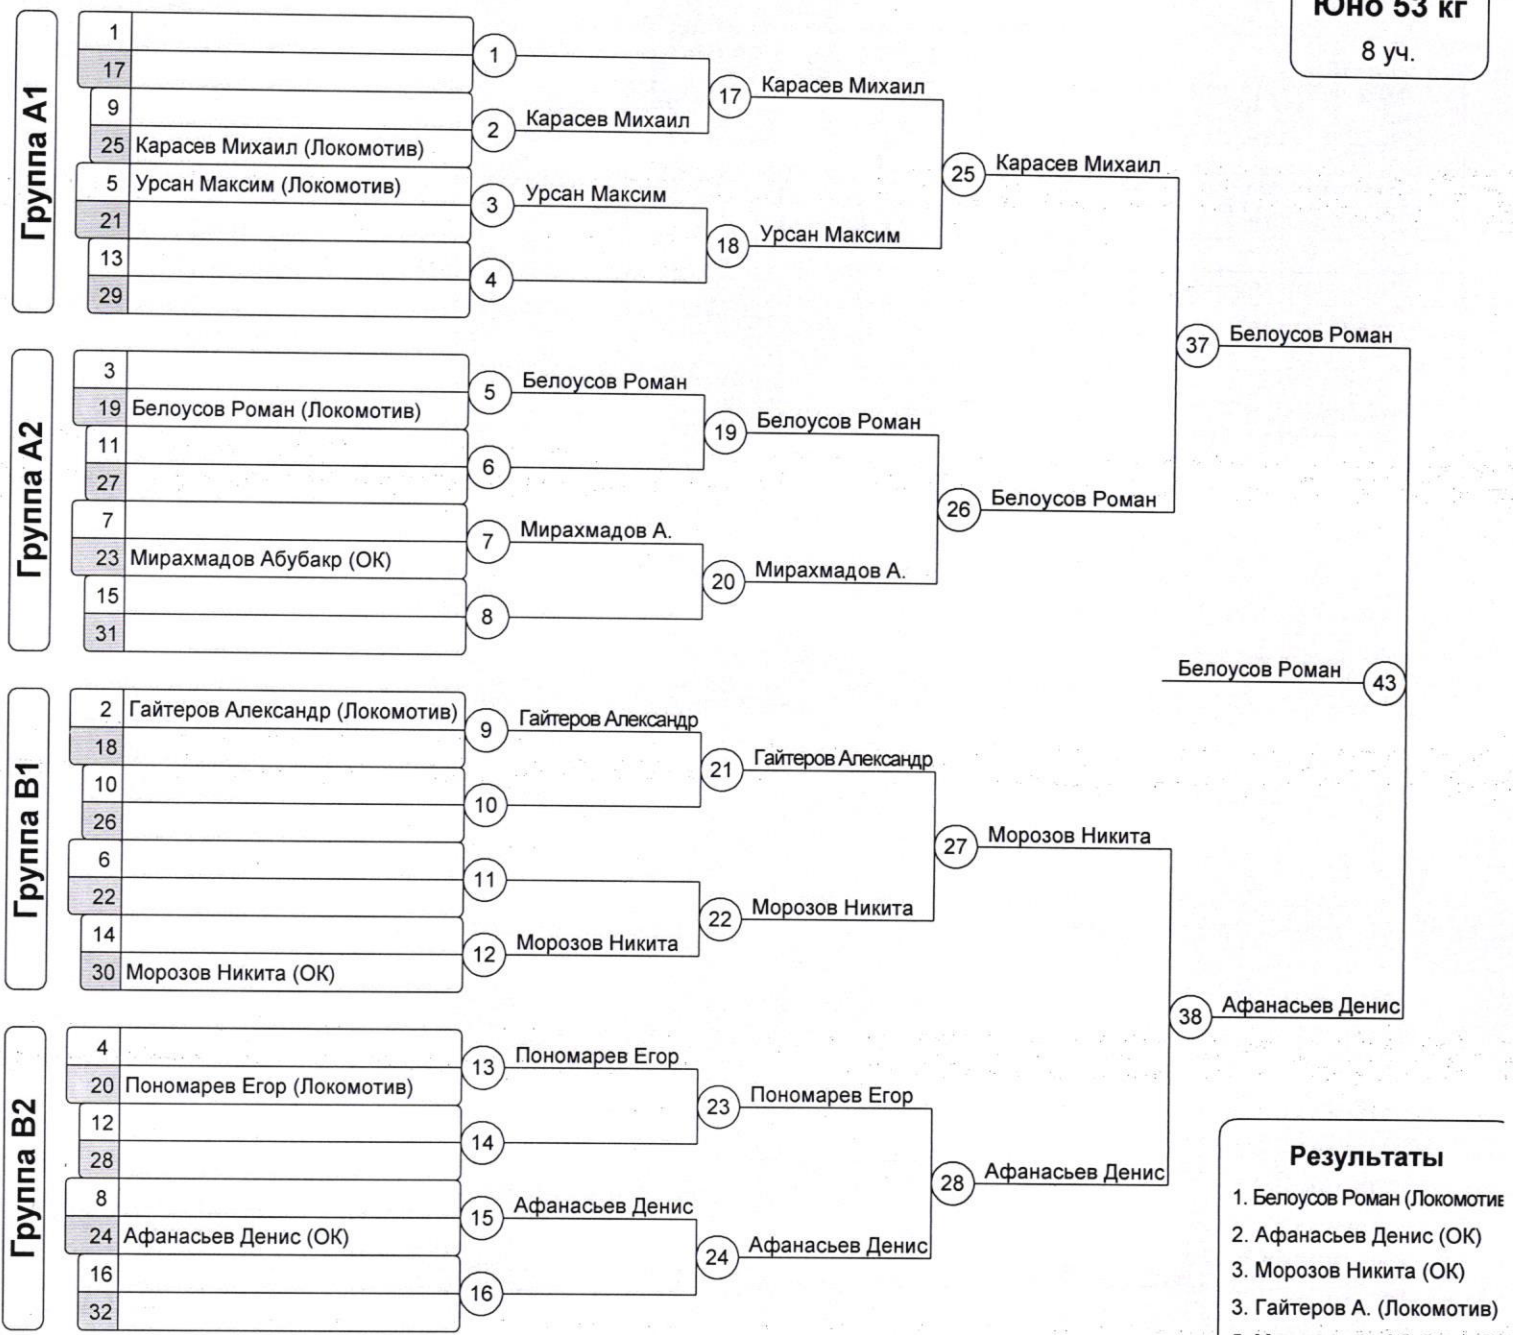 Юно 53 кг
8 уч.
Группа A1
1
17
9
25 Карасев Михаил (Локомотив)
5 Урсан Максим (Локомотив)
21
13
29
1
2 Карасев Михаил
3 Урсан Максим
4
17 Карасев Михаил
18 Урсан Максим
25 Карасев Михаил
Группа A2
3
19 Белоусов Роман (Локомотив)
11
27
7
23 Мирахмадов Абубакр (ОК)
15
31
5 Белоусов Роман
6
7 Мирахмадов А.
8
19 Белоусов Роман
20 Мирахмадов А.
26 Белоусов Роман
37 Белоусов Роман
Группа B1
2 Гайтеров Александр (Локомотив)
18
10
26
6
22
14
30 Морозов Никита (ОК)
9 Гайтеров Александр
10
11
12 Морозов Никита
21 Гайтеров Александр
22 Морозов Никита
27 Морозов Никита
Группа B2
4
20 Пономарев Егор (Локомотив)
12
28
8
24 Афанасьев Денис (ОК)
16
32
13 Пономарев Егор
14
15 Афанасьев Денис
16
23 Пономарев Егор
24 Афанасьев Денис
28 Афанасьев Денис
38 Афанасьев Денис
Белоусов Роман 43
Результаты
1. Белоусов Роман (Локомотив
2. Афанасьев Денис (ОК)
3. Морозов Никита (ОК)
3. Гайтеров А. (Локомотив)